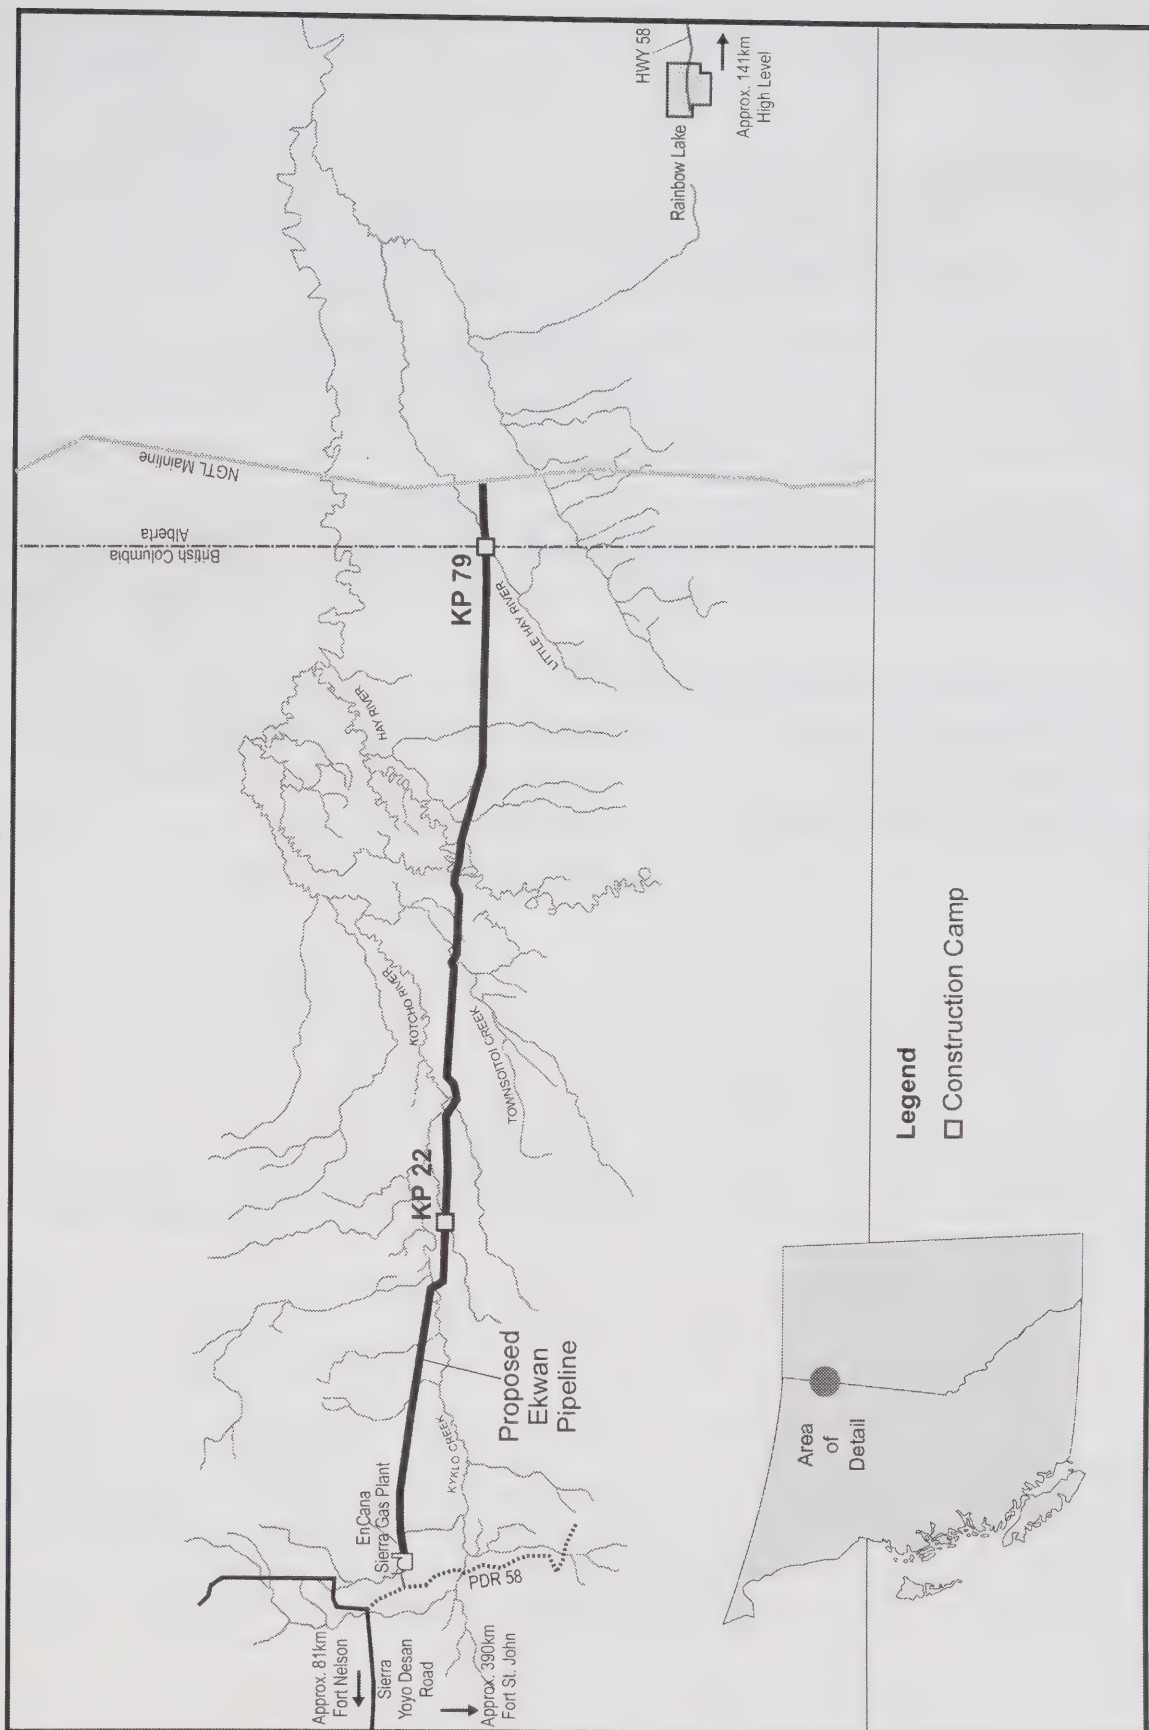 Approx. 81km
Fort Nelson
Sierra
Yoyo Desan
Road
Approx. 390km
Fort St. John
EnCana
Sierra Gas Plant
PDR 58
KYKLO CREEK
Proposed
Ekwan
Pipeline
KP 22
KOTCHO RIVER
TOWNSOITOI CREEK
HAY RIVER
LITTLE HAY RIVER
KP 79
British Columbia
Alberta
NGTL Mainline
Rainbow Lake
HWY 58
Approx. 141km
High Level
Area
of
Detail
Legend
Construction Camp